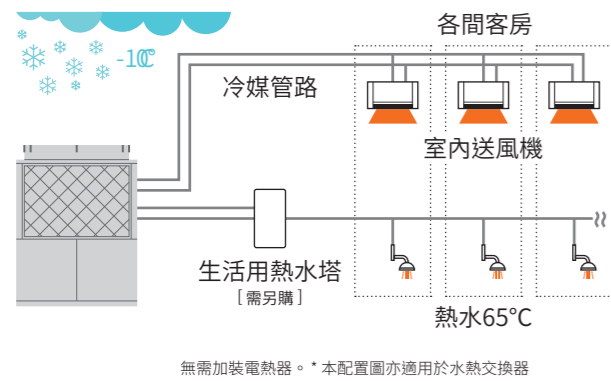 各間客房
-10℃
冷媒管路
室內送風機
生活用熱水塔
[ 需另購 ]
熱水65℃
無需加裝電熱器。* 本配置圖亦適用於水熱交換器